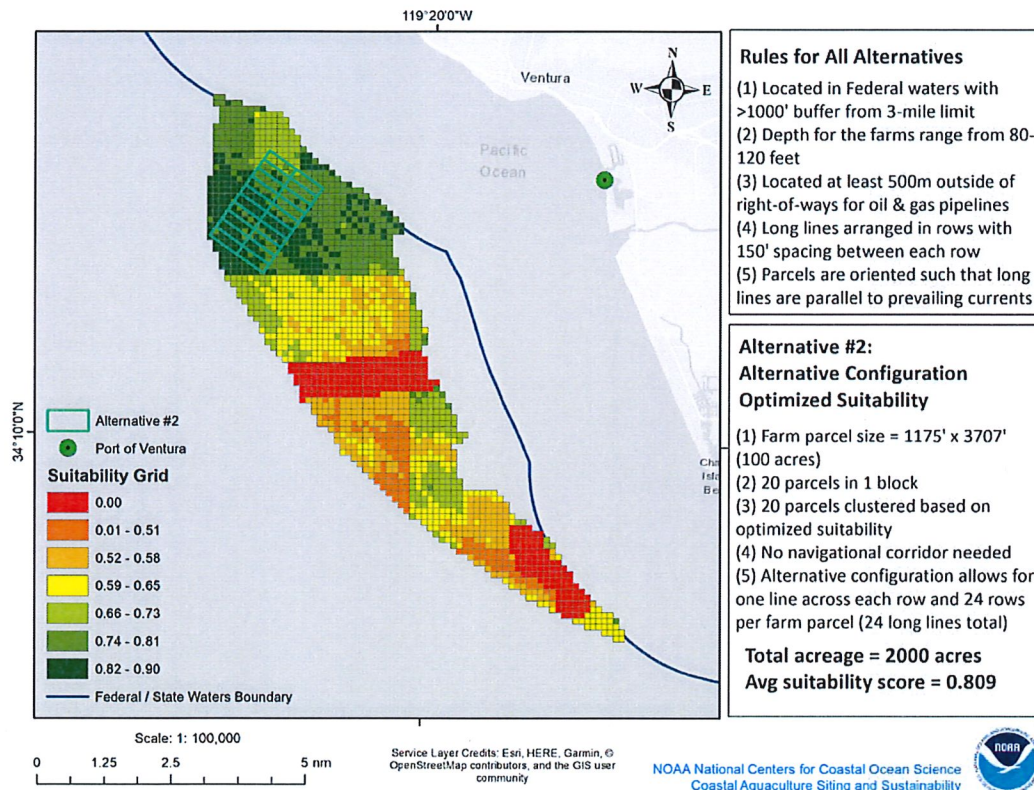 119°20'0"W
Ventura
N
W
E
S
Pacific
Ocean
34°10'0"N
Alternative #2
Port of Ventura
Suitability Grid
0.00
0.01 - 0.51
0.52 - 0.58
0.59 - 0.65
0.66 - 0.73
0.74 - 0.81
0.82 - 0.90
Federal / State Waters Boundary
Cha
Isla
Be
Rules for All Alternatives
(1) Located in Federal waters with
>1000' buffer from 3-mile limit
(2) Depth for the farms range from 80-
120 feet
(3) Located at least 500m outside of
right-of-ways for oil & gas pipelines
(4) Long lines arranged in rows with
150' spacing between each row
(5) Parcels are oriented such that long
lines are parallel to prevailing currents
Alternative #2:
Alternative Configuration
Optimized Suitability
(1) Farm parcel size = 1175' x 3707'
(100 acres)
(2) 20 parcels in 1 block
(3) 20 parcels clustered based on
optimized suitability
(4) No navigational corridor needed
(5) Alternative configuration allows for
one line across each row and 24 rows
per farm parcel (24 long lines total)
Total acreage = 2000 acres
Avg suitability score = 0.809
Scale: 1: 100,000
0 1.25 2.5 5 nm
Service Layer Credits: Esri, HERE, Garmin, ©
OpenStreetMap contributors, and the GIS user
community
NOAA National Centers for Coastal Ocean Science
Coastal Aquaculture Siting and Sustainability
NOAA